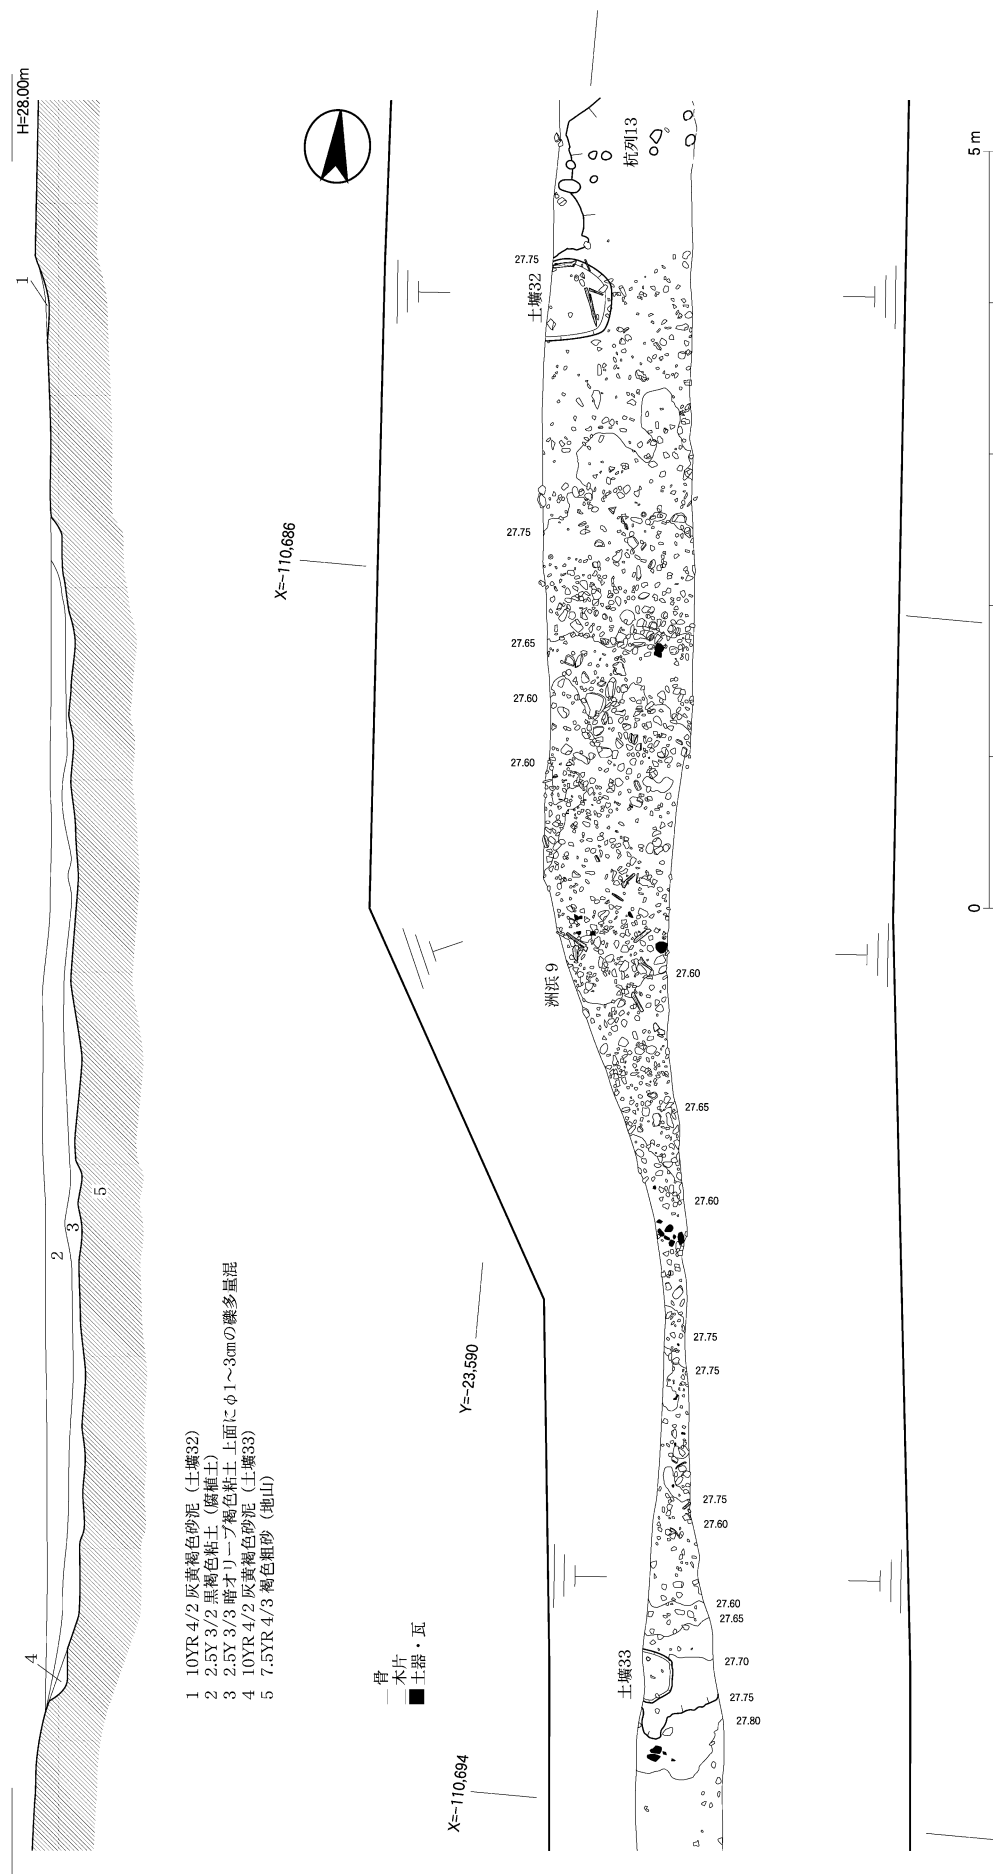 H=28.00m
1
2
3
4
5
1 10YR 4/2 灰黄褐色砂泥（土壙32）
2 2.5Y 3/2 黒褐色粘土（腐植土）
3 2.5Y 3/3 暗オリーブ褐色粘土 上面にφ1～3cmの礫多量混
4 10YR 4/2 灰黄褐色砂泥（土壙33）
5 7.5YR 4/3 褐色粗砂（地山）
X=-110,686
Y=-23,590
X=-110,694
骨
木片
土器・瓦
杭列13
27.75
土壙32
27.75
27.65
27.60
27.60
洲浜9
27.60
27.65
27.60
27.75
27.75
27.75
27.60
27.60
27.65
土壙33
27.70
27.75
27.80
0
5 m